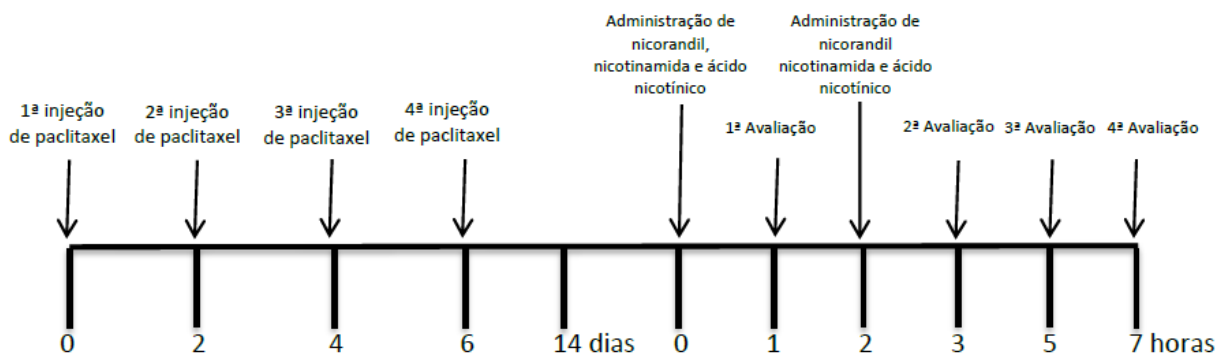 1ª injeção
de paclitaxel
2ª injeção
de paclitaxel
3ª injeção
de paclitaxel
4ª injeção
de paclitaxel
Administração de
nicorandil,
nicotinamida e ácido
nicotínico
1ª Avaliação
Administração de
nicorandil
nicotinamida e ácido
nicotínico
2ª Avaliação
3ª Avaliação
4ª Avaliação
0 2 4 6 14 dias 0 1 2 3 5 7 horas